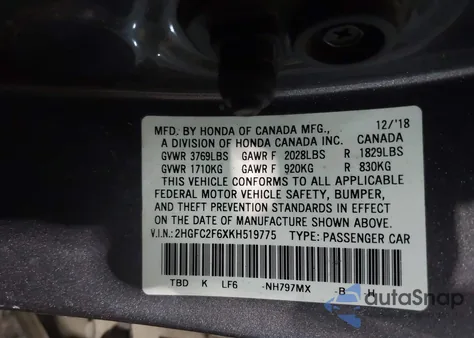 MFD. BY HONDA OF CANADA MFG., 12/'18
A DIVISION OF HONDA CANADA INC. CANADA
GVWR 3769LBS GAWR F 2028LBS R 1829LBS
GVWR 1710KG GAWR F 920KG R 830KG
THIS VEHICLE CONFORMS TO ALL APPLICABLE
FEDERAL MOTOR VEHICLE SAFETY, BUMPER,
AND THEFT PREVENTION STANDARDS IN EFFECT
ON THE DATE OF MANUFACTURE SHOWN ABOVE.
V.I.N.: 2HGFC2F6XKH519775 TYPE: PASSENGER CAR
TBD K LF6 -NH797MX -B H
autaSnap